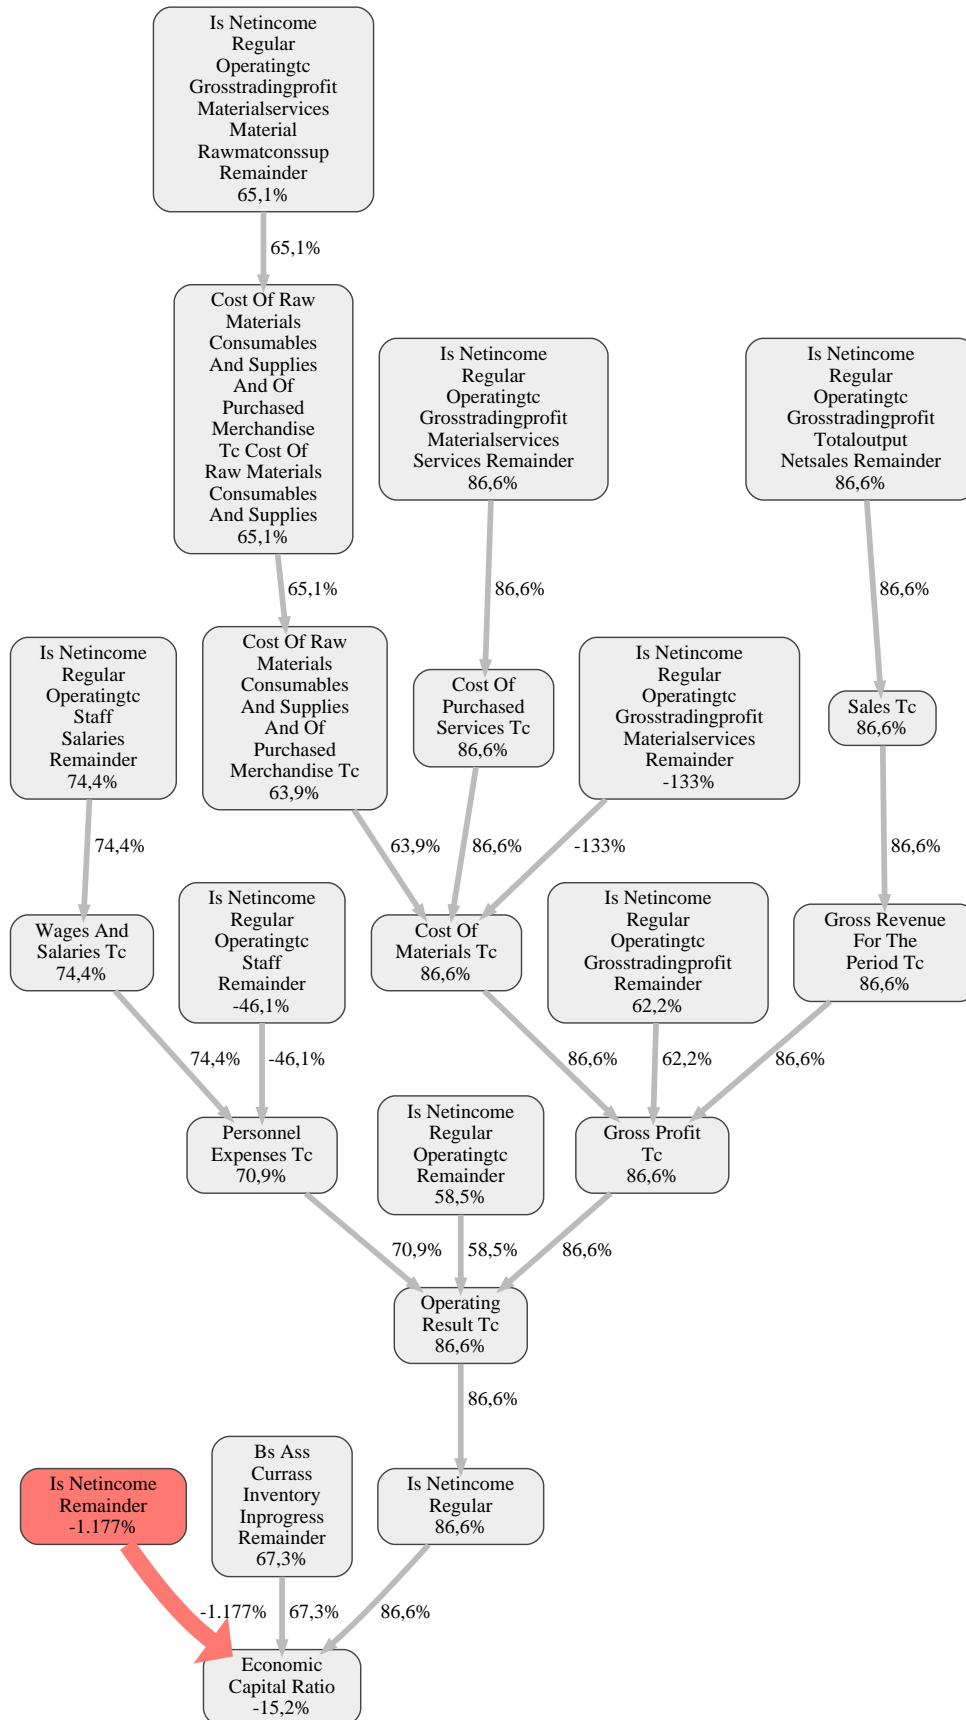 Is Netincome
Regular
Operatingtc
Grosstradingprofit
Materialservices
Material
Rawmatconssup
Remainder
65,1%
65,1%
Cost Of Raw
Materials
Consumables
And Supplies
And Of
Purchased
Merchandise
Tc Cost Of
Raw Materials
Consumables
And Supplies
65,1%
Is Netincome
Regular
Operatingtc
Grosstradingprofit
Materialservices
Services Remainder
86,6%
Is Netincome
Regular
Operatingtc
Grosstradingprofit
Totaloutput
Netsales Remainder
86,6%
65,1%
86,6%
86,6%
Is Netincome
Regular
Operatingtc
Staff
Salaries
Remainder
74,4%
Cost Of Raw
Materials
Consumables
And Supplies
And Of
Purchased
Merchandise Tc
63,9%
Cost Of
Purchased
Services Tc
86,6%
Is Netincome
Regular
Operatingtc
Grosstradingprofit
Materialservices
Remainder
-133%
Sales Tc
86,6%
74,4%
63,9%
86,6%
-133%
86,6%
Wages And
Salaries Tc
74,4%
Is Netincome
Regular
Operatingtc
Staff
Remainder
-46,1%
Cost Of
Materials Tc
86,6%
Is Netincome
Regular
Operatingtc
Grosstradingprofit
Remainder
62,2%
Gross Revenue
For The
Period Tc
86,6%
74,4%
-46,1%
86,6%
62,2%
86,6%
Personnel
Expenses Tc
70,9%
Is Netincome
Regular
Operatingtc
Remainder
58,5%
Gross Profit
Tc
86,6%
70,9%
58,5%
86,6%
Operating
Result Tc
86,6%
86,6%
Is Netincome
Remainder
-1.177%
Bs Ass
Currass
Inventory
Inprogress
Remainder
67,3%
Is Netincome
Regular
86,6%
-1.177%
67,3%
86,6%
Economic
Capital Ratio
-15,2%